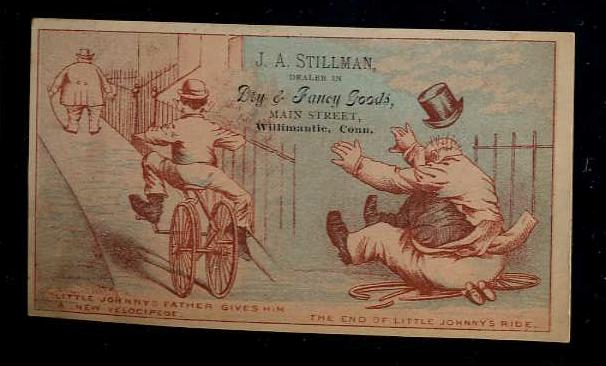 J. A. STILLMAN,
DEALER IN
Dry & Fancy Goods,
MAIN STREET,
Willimantic, Conn.
LITTLE JOHNNYS FATHER GIVES HIM
A NEW VELOCIPEDE
THE END OF LITTLE JOHNNY'S RIDE.